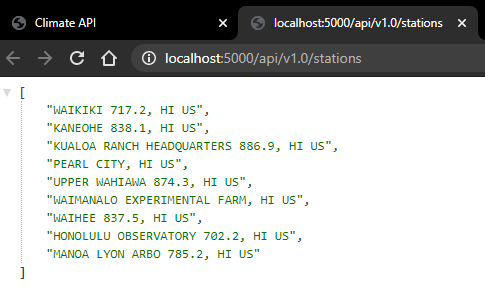 Climate API
localhost:5000/api/v1.0/stations
localhost:5000/api/v1.0/stations
[
"WAIKIKI 717.2, HI US",
"KANEOHE 838.1, HI US",
"KUALOA RANCH HEADQUARTERS 886.9, HI US",
"PEARL CITY, HI US",
"UPPER WAHIAWA 874.3, HI US",
"WAIMANALO EXPERIMENTAL FARM, HI US",
"WAIHEE 837.5, HI US",
"HONOLULU OBSERVATORY 702.2, HI US",
"MANOA LYON ARBO 785.2, HI US"
]